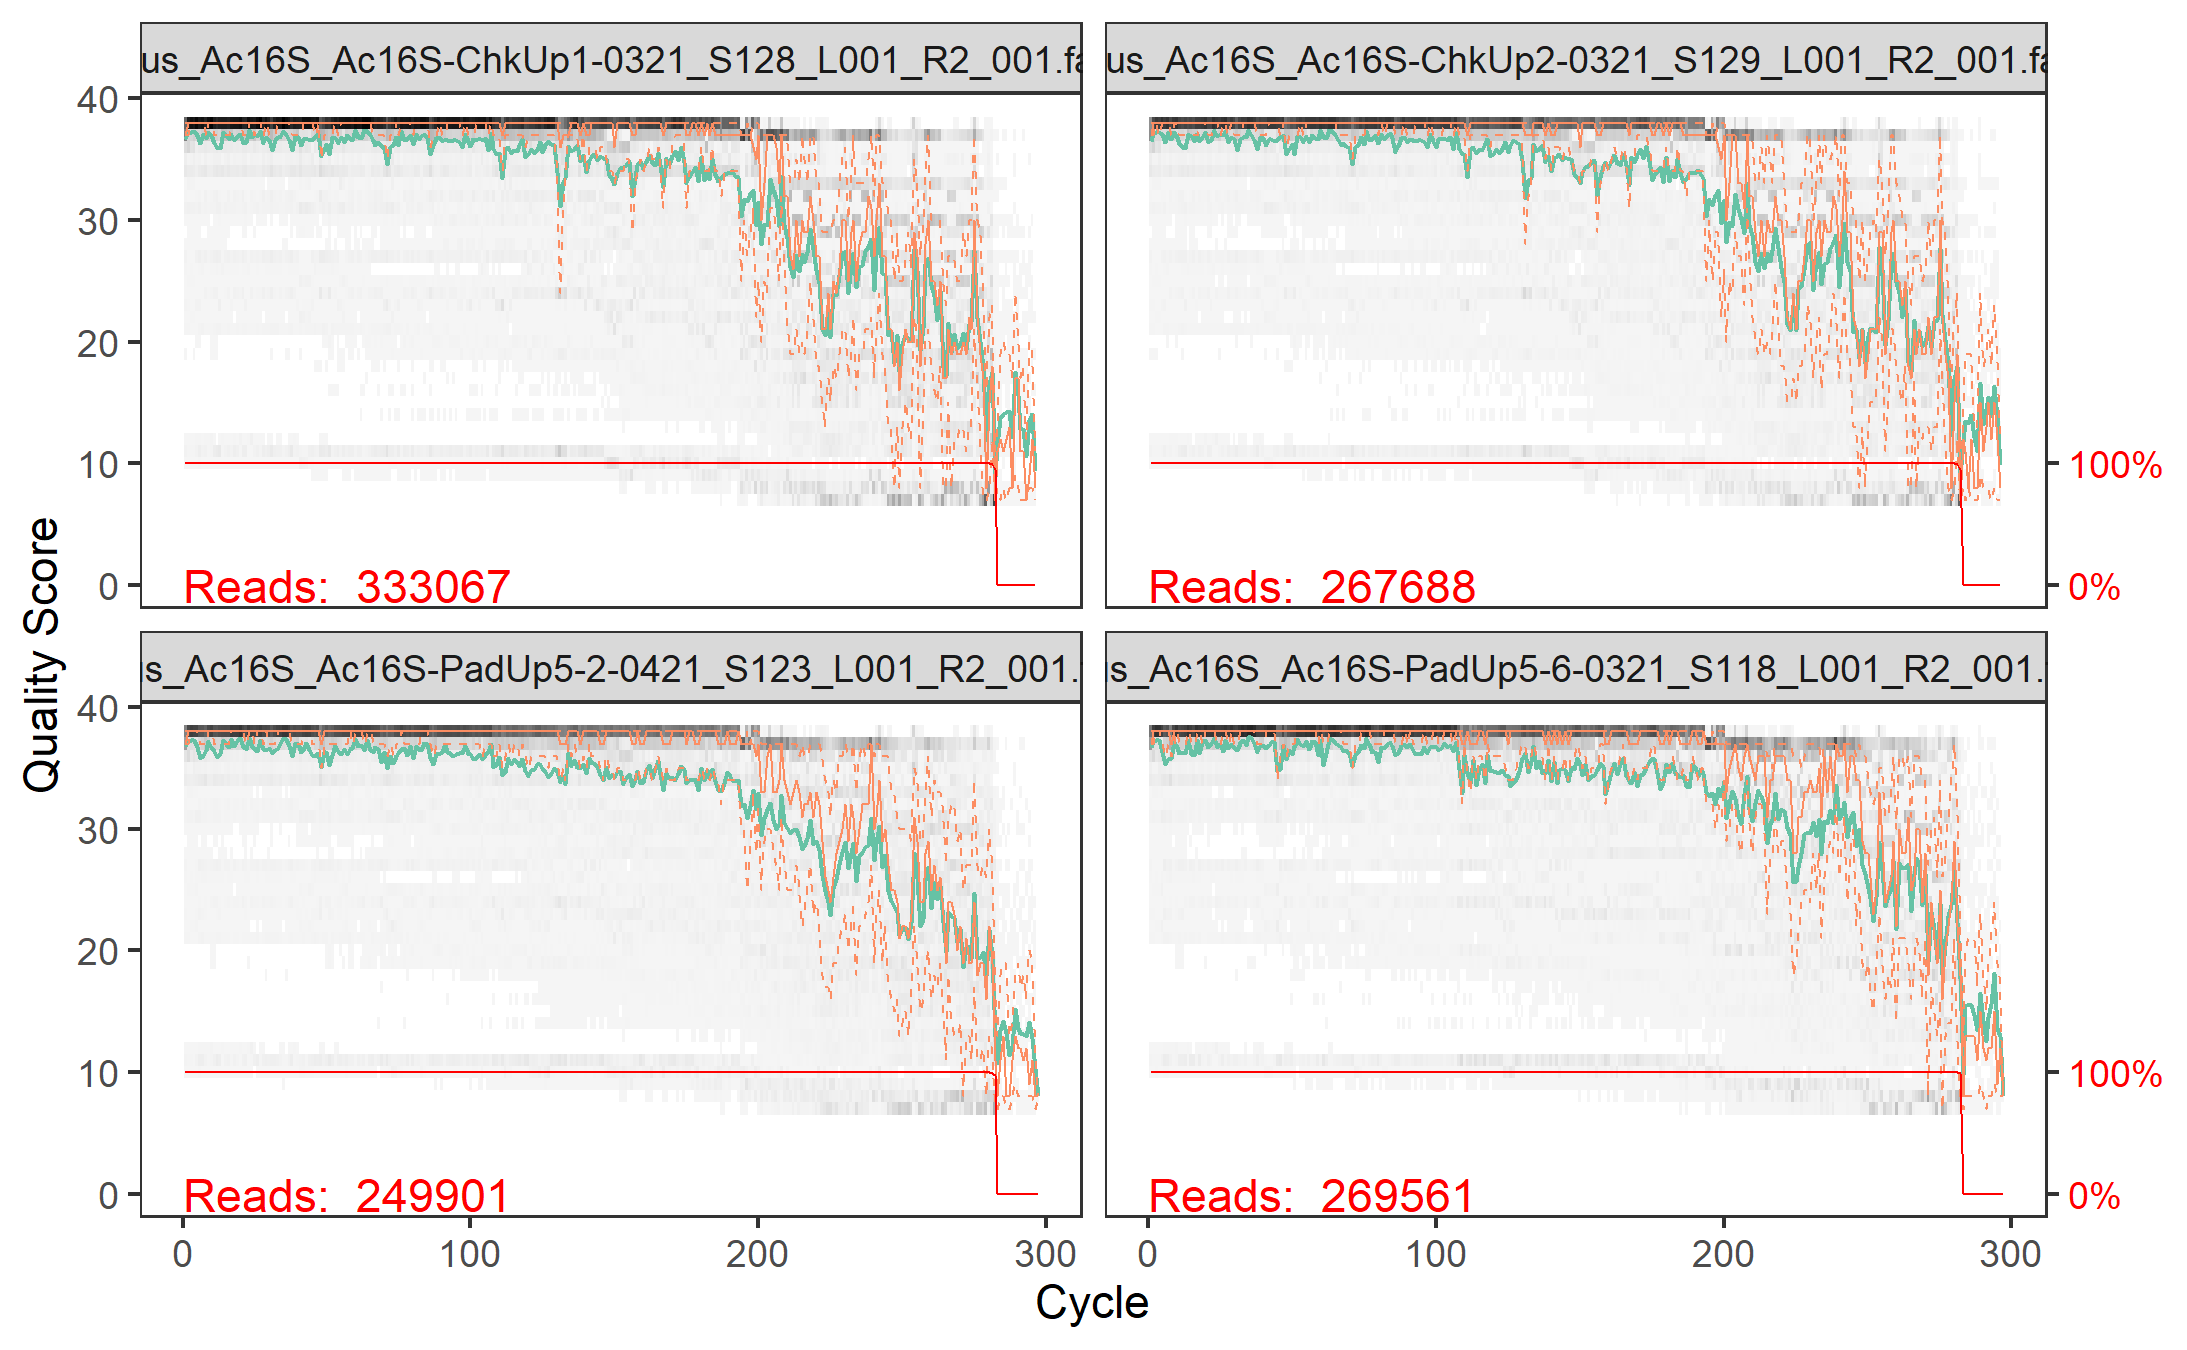 us_Ac16S_Ac16S-ChkUp1-0321_S128_L001_R2_001.fa
us_Ac16S_Ac16S-ChkUp2-0321_S129_L001_R2_001.fa
40
30
20
10
0
Reads: 333067
Reads: 267688
100%
0%
Quality Score
us_Ac16S_Ac16S-PadUp5-2-0421_S123_L001_R2_001.
us_Ac16S_Ac16S-PadUp5-6-0321_S118_L001_R2_001.
40
30
20
10
0
Reads: 249901
Reads: 269561
100%
0%
0
100
200
300
0
100
200
300
Cycle